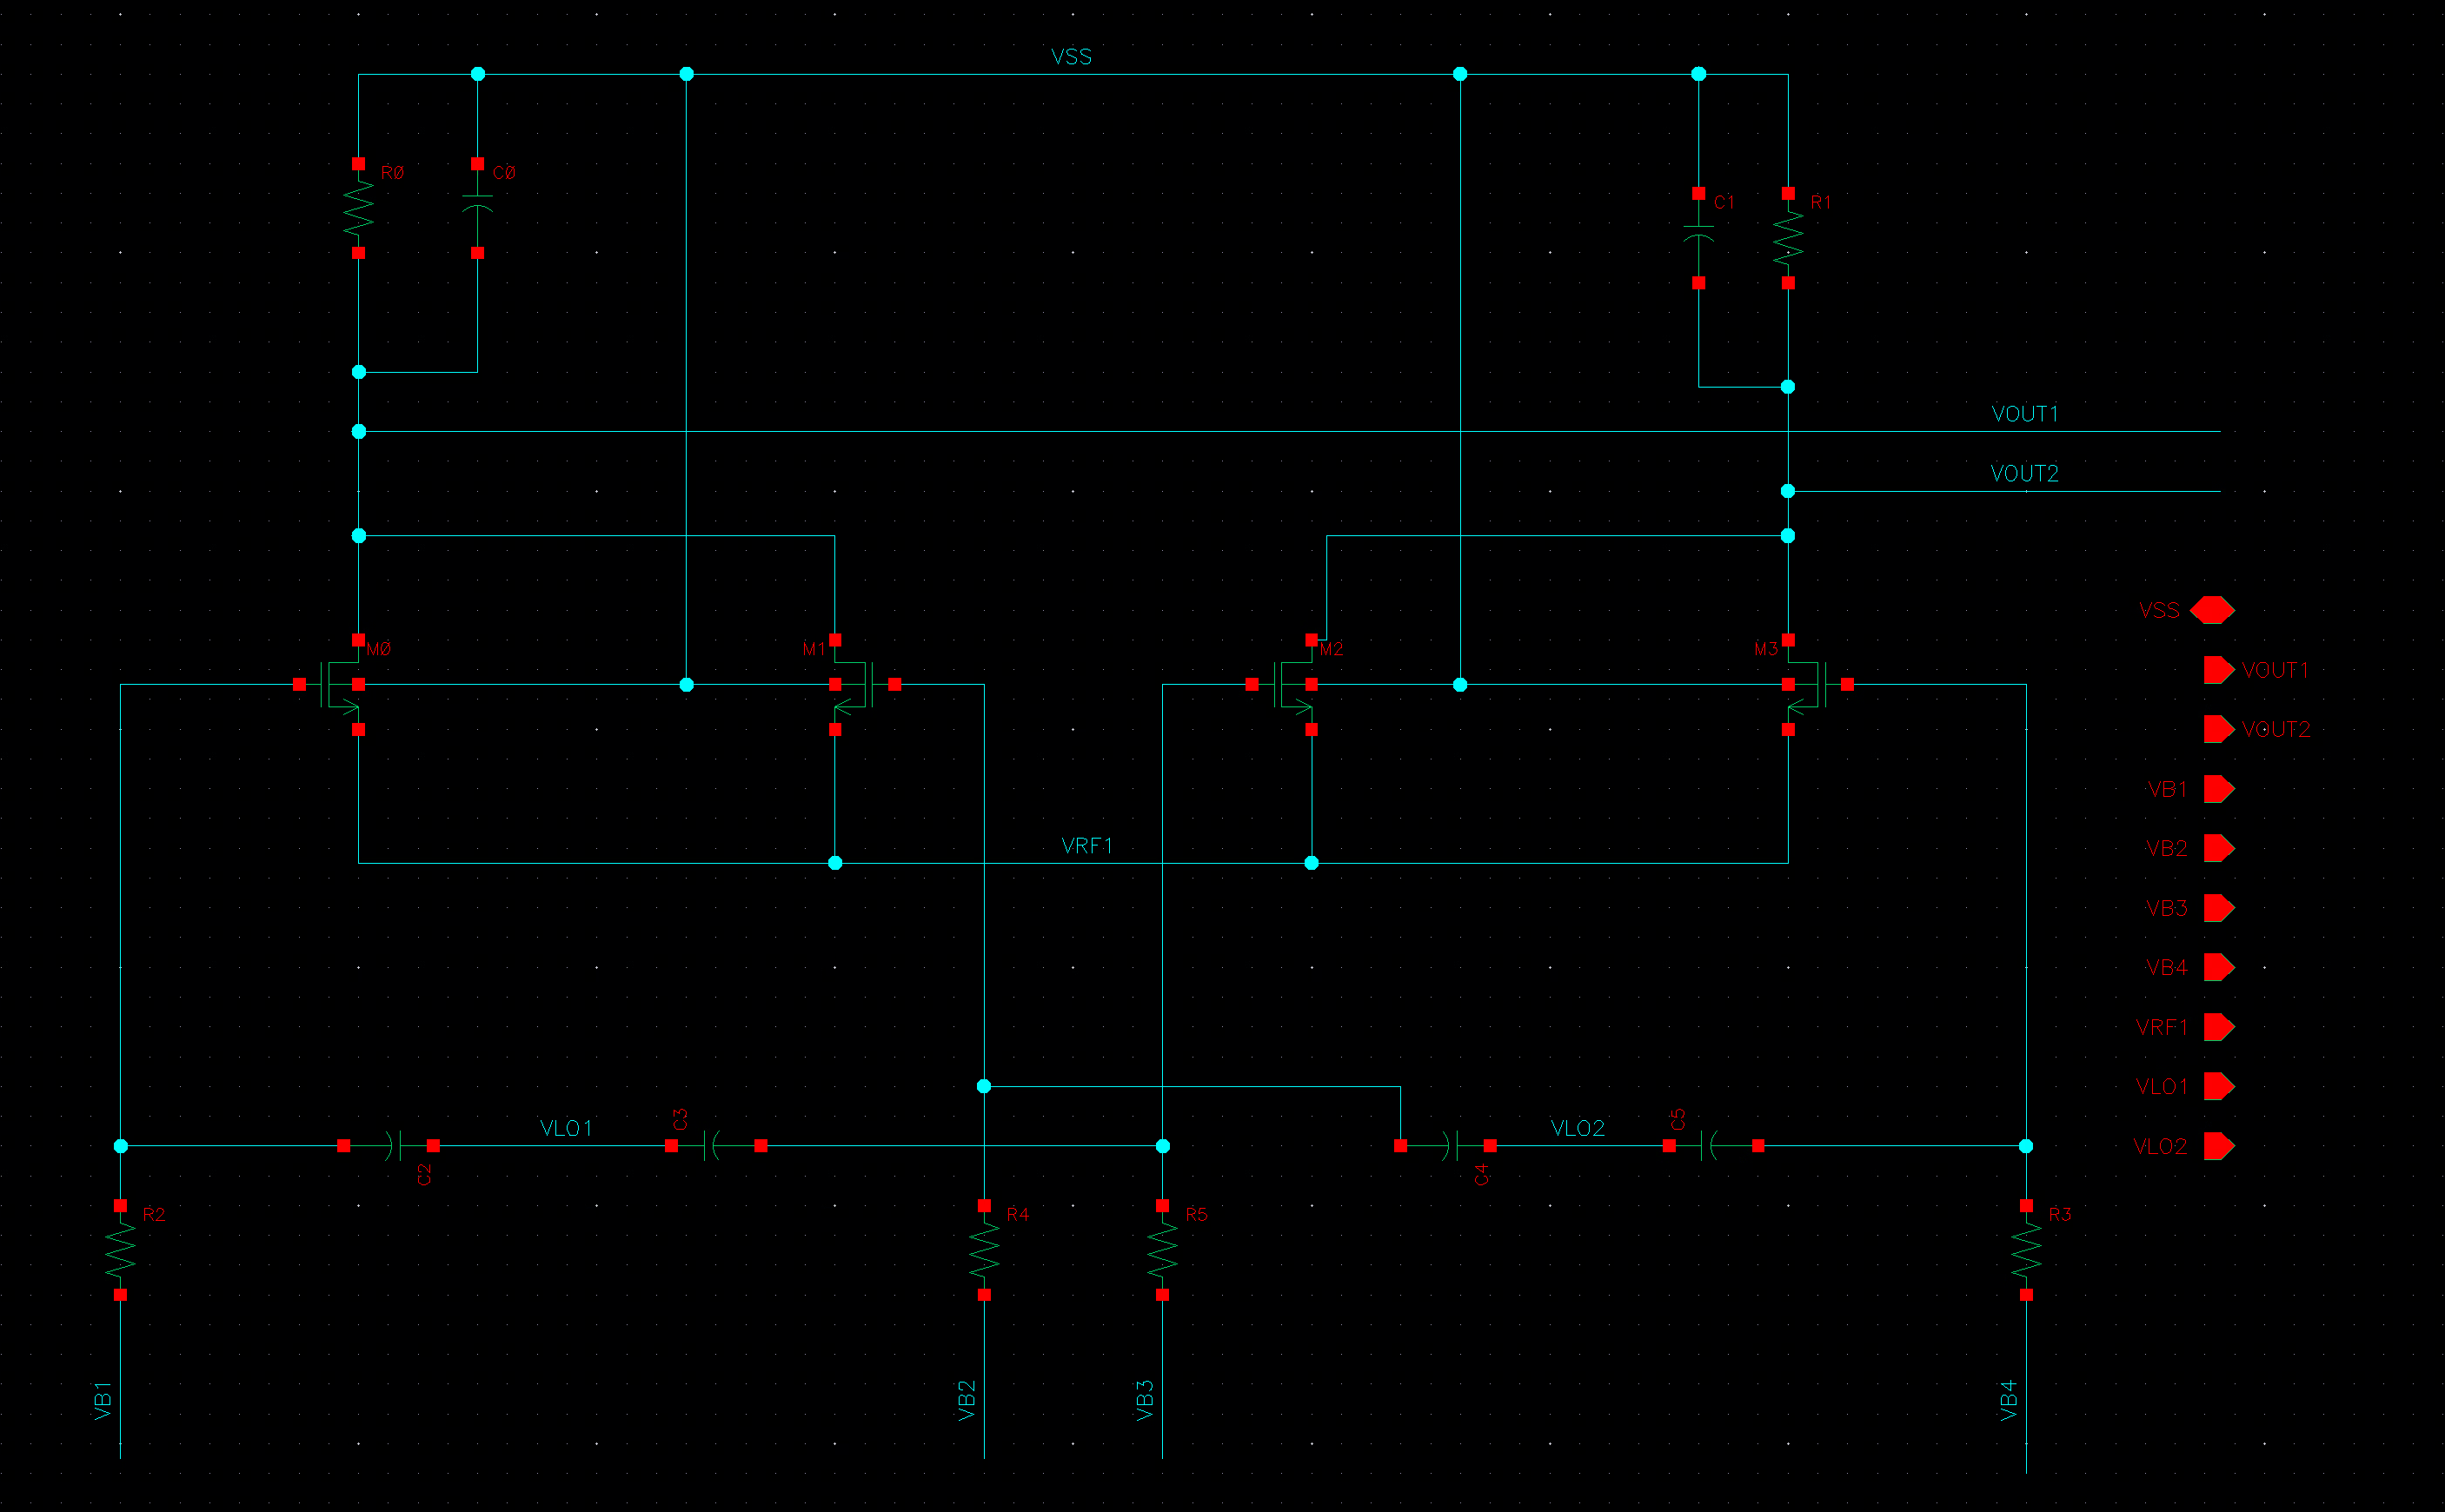 VSS
RØ
CØ
C1
R1
VOUT1
VOUT2
MØ
M1
M2
M3
VSS
VOUT1
VOUT2
VB1
VB2
VRF1
VB3
VB4
VRF1
VLO1
C3
VLO1
C5
VLO2
VLO2
C2
C4
R2
R4
R5
R3
VB1
VB2
VB3
VB4